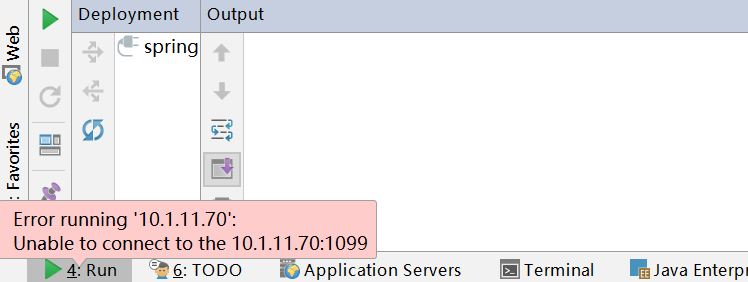 Deployment
Output
Web
Favorites
spring
Error running '10.1.11.70':
Unable to connect to the 10.1.11.70:1099
4: Run
6: TODO
Application Servers
Terminal
Java Enterp